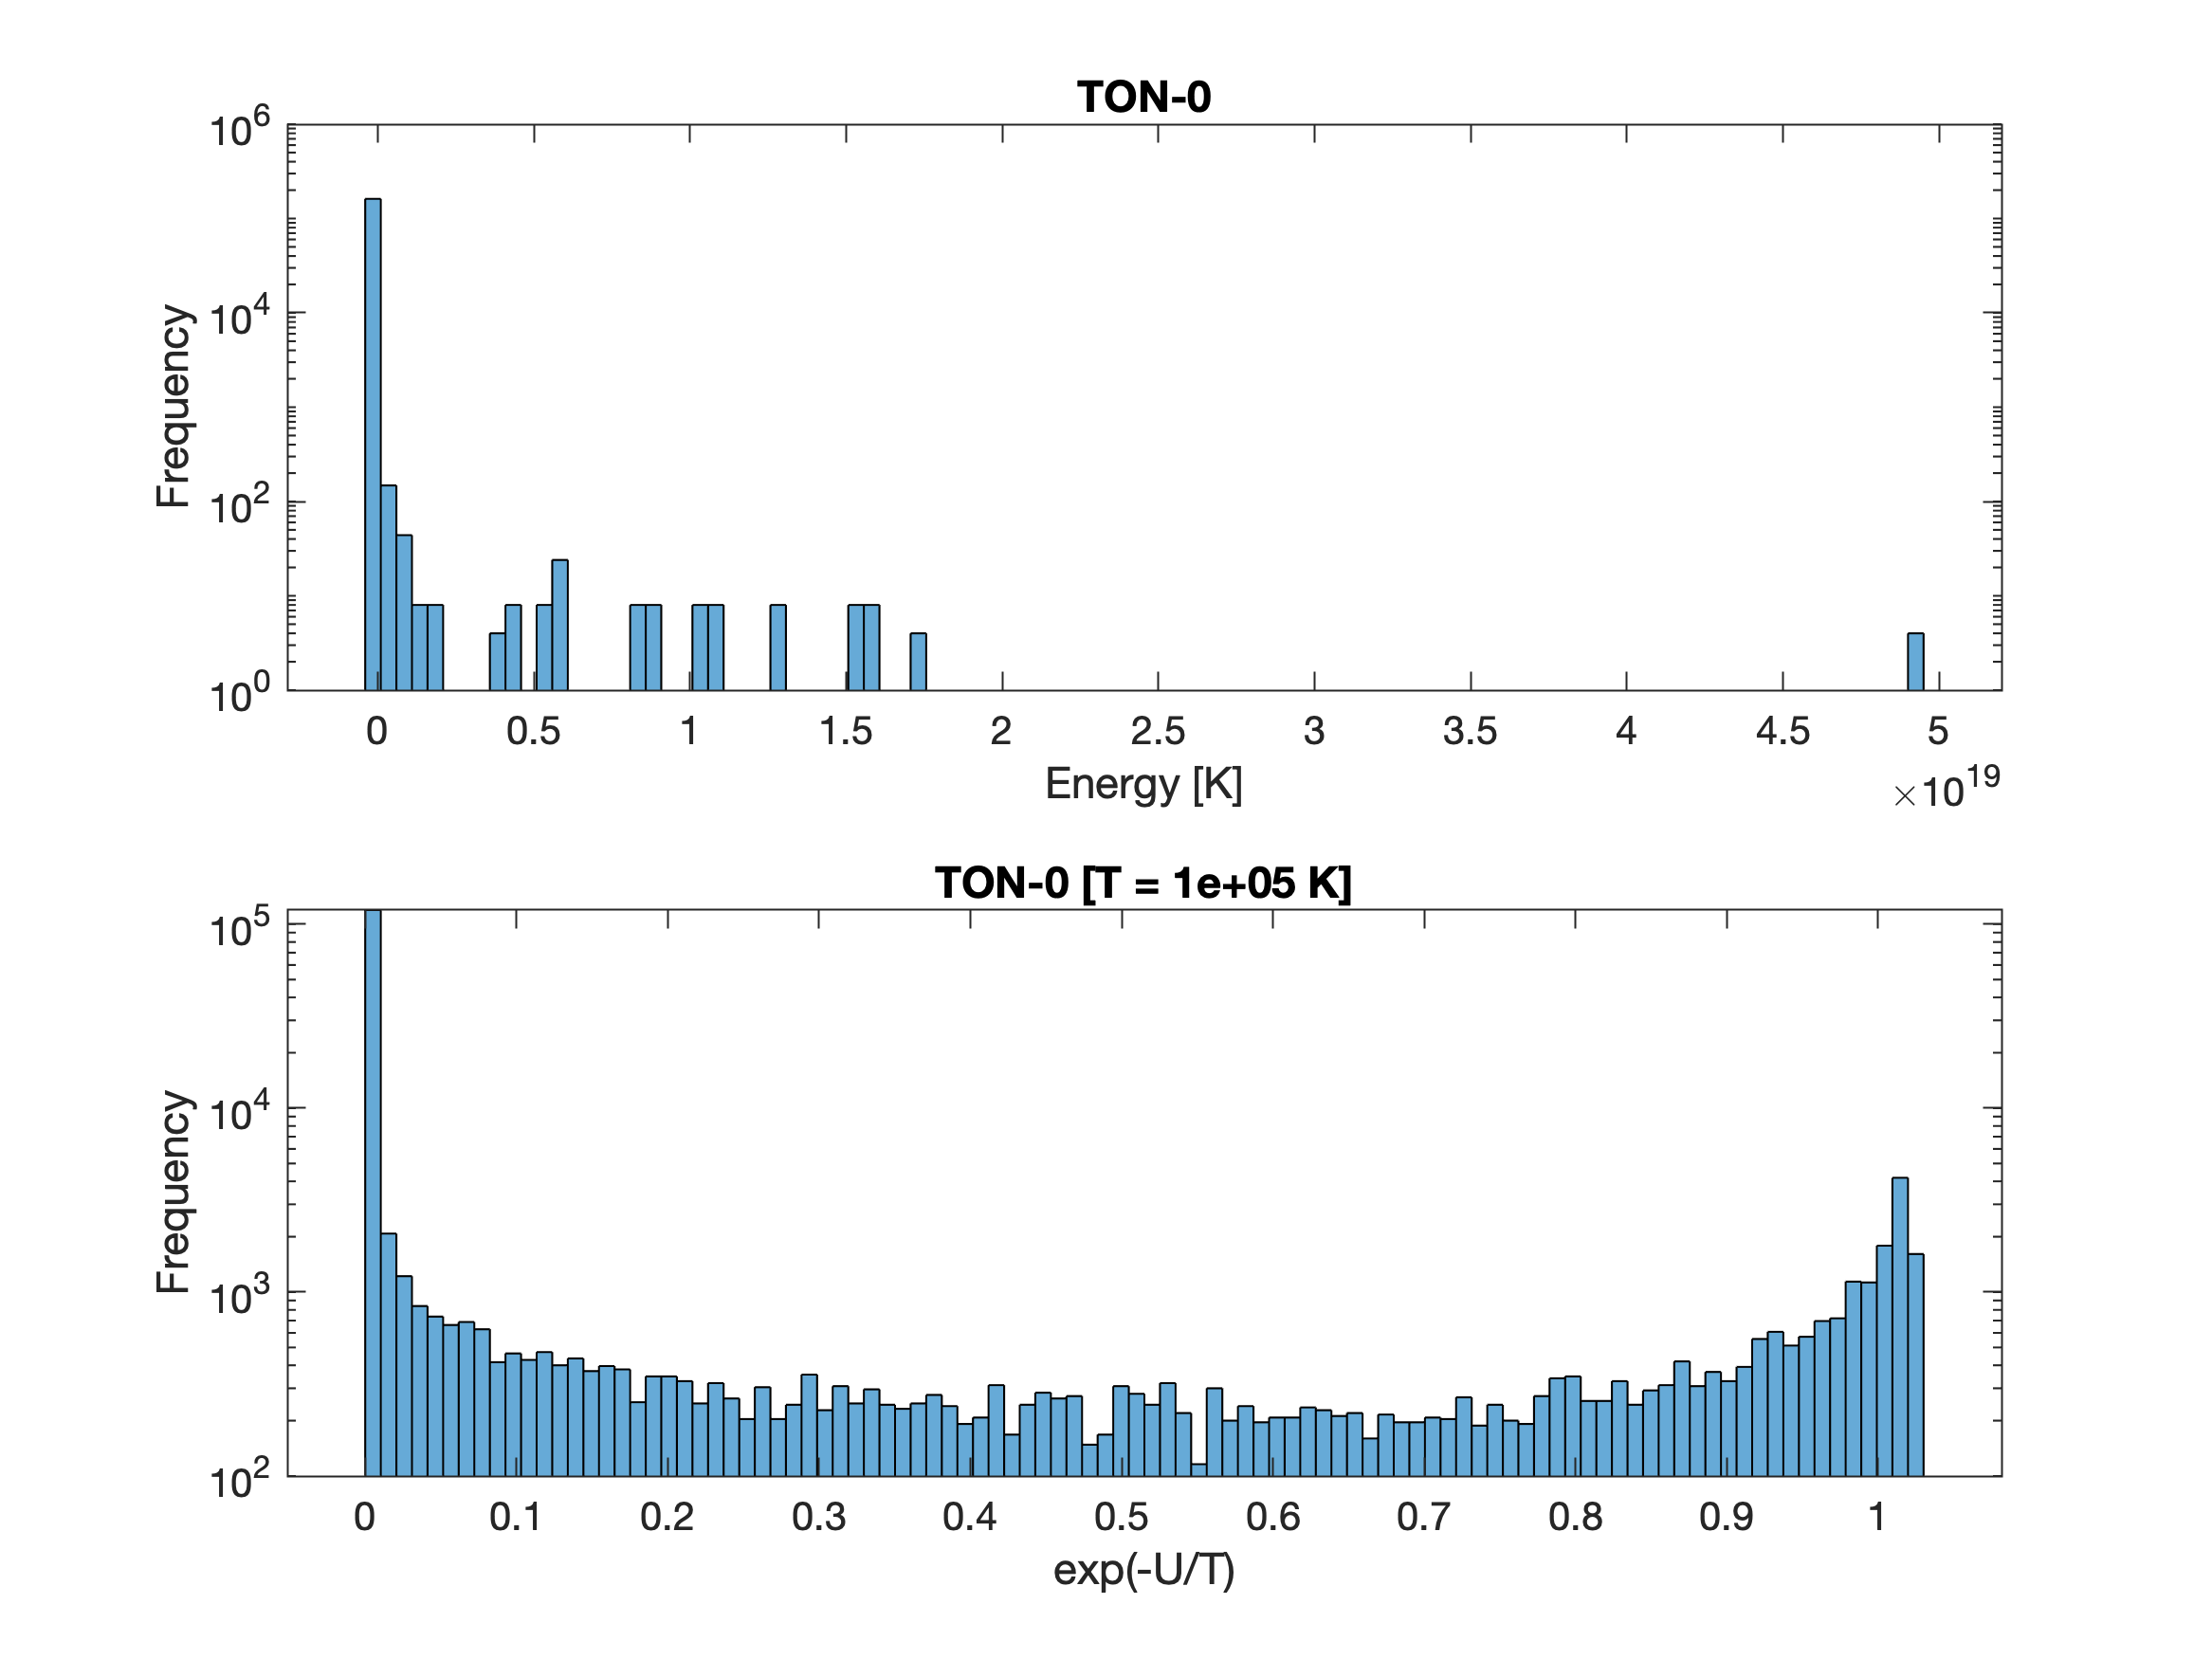 TON-0
10^6
10^4
10^2
10^0
Frequency
0 0.5 1 1.5 2 2.5 3 3.5 4 4.5 5
Energy [K]
×10^19
TON-0 [T = 1e+05 K]
10^5
10^4
10^3
10^2
Frequency
0 0.1 0.2 0.3 0.4 0.5 0.6 0.7 0.8 0.9 1
exp(-U/T)